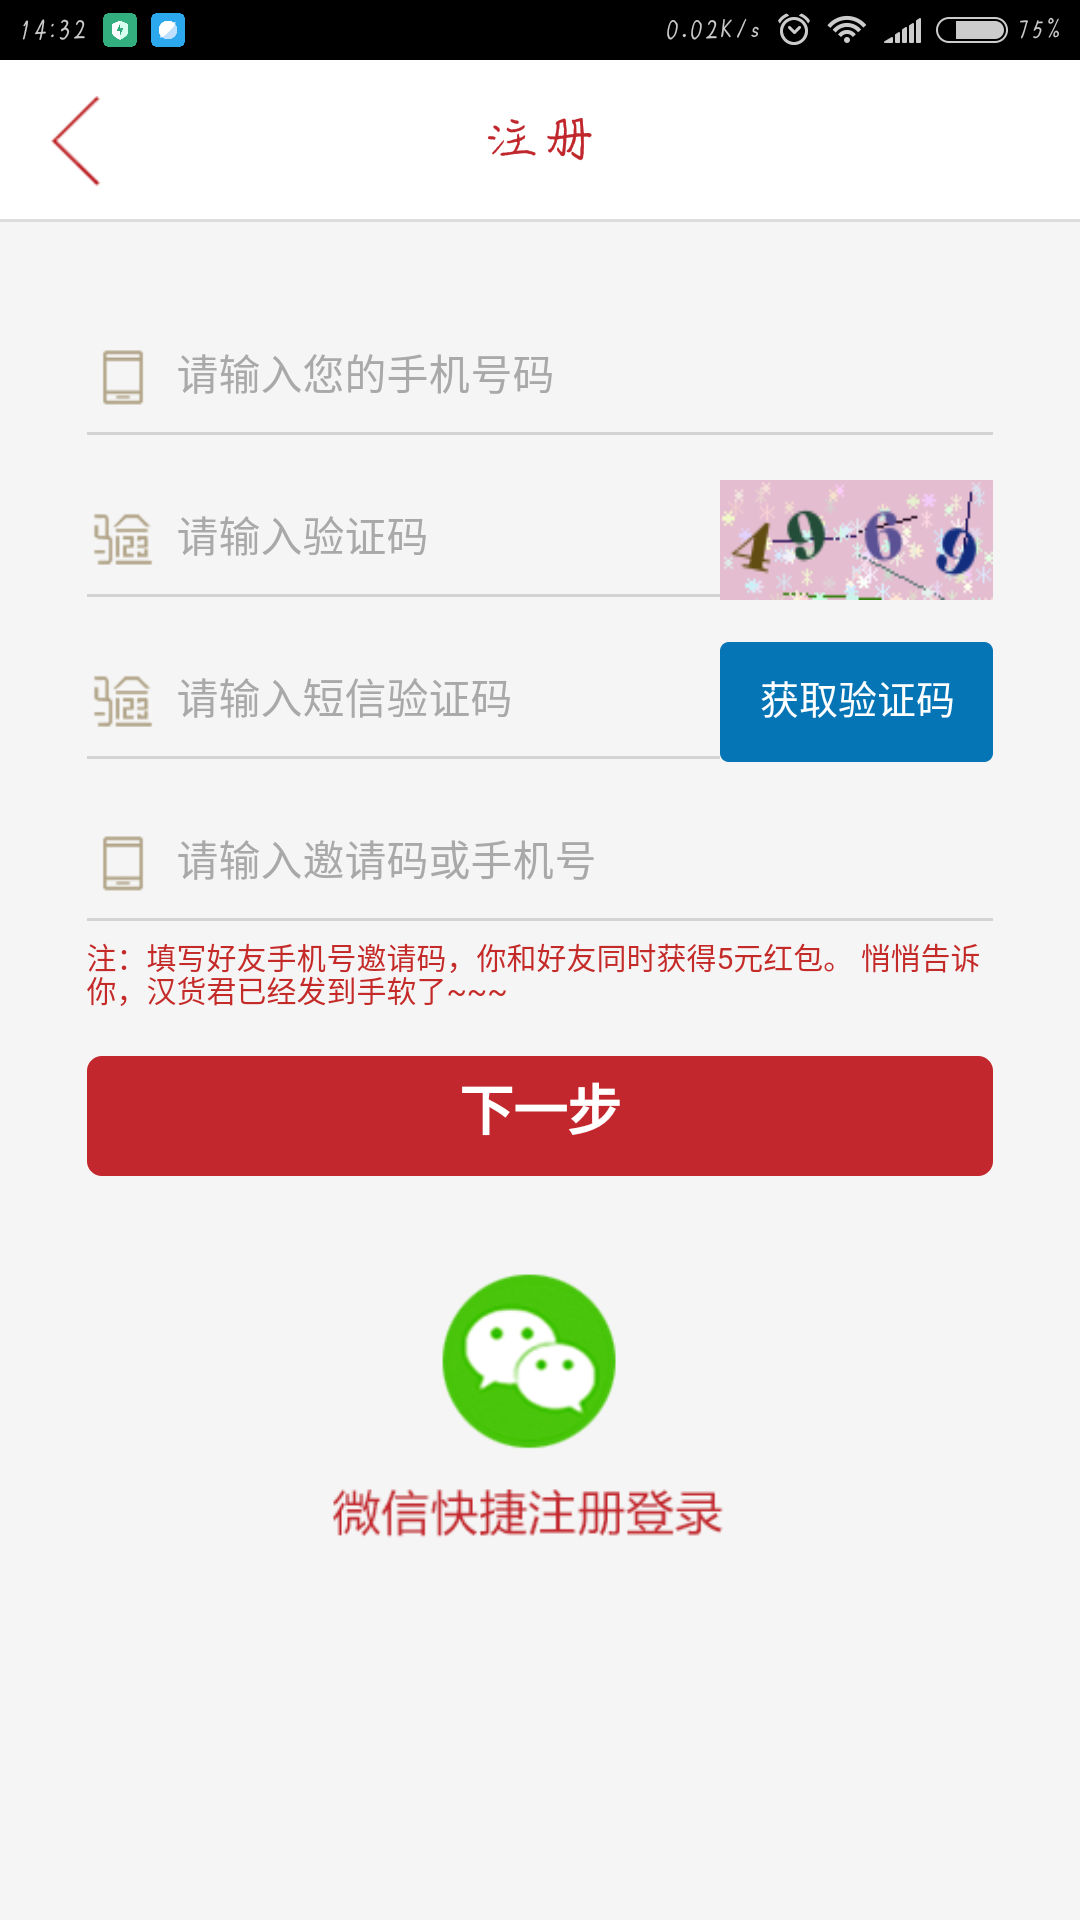 14:32 0.02K/s 75%
注册
请输入您的手机号码
请输入验证码 4969
请输入短信验证码 获取验证码
请输入邀请码或手机号
注：填写好友手机号邀请码，你和好友同时获得5元红包。 悄悄告诉
你，汉货君已经发到手软了~~~
下一步
微信快捷注册登录